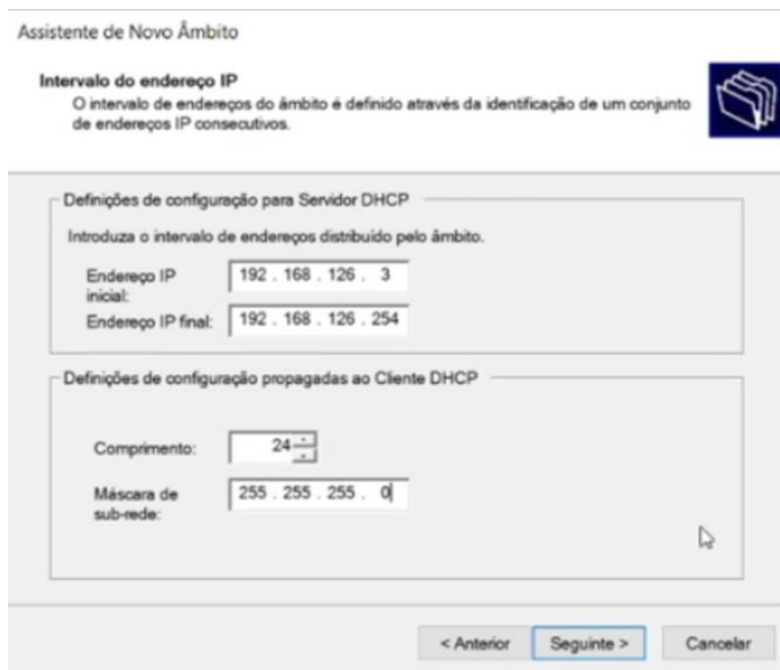 Assistente de Novo Âmbito
Intervalo do endereço IP
O intervalo de endereços do âmbito é definido através da identificação de um conjunto
de endereços IP consecutivos.
Definições de configuração para Servidor DHCP
Introduza o intervalo de endereços distribuido pelo âmbito.
Endereço IP
inicial:
192 . 168 . 126 . 3
Endereço IP final: 192 . 168 . 126 . 254
Definições de configuração propagadas ao Cliente DHCP
Comprimento: 24
Máscara de
sub-rede:
255 . 255 . 255 . 0
< Anterior Seguinte > Cancelar